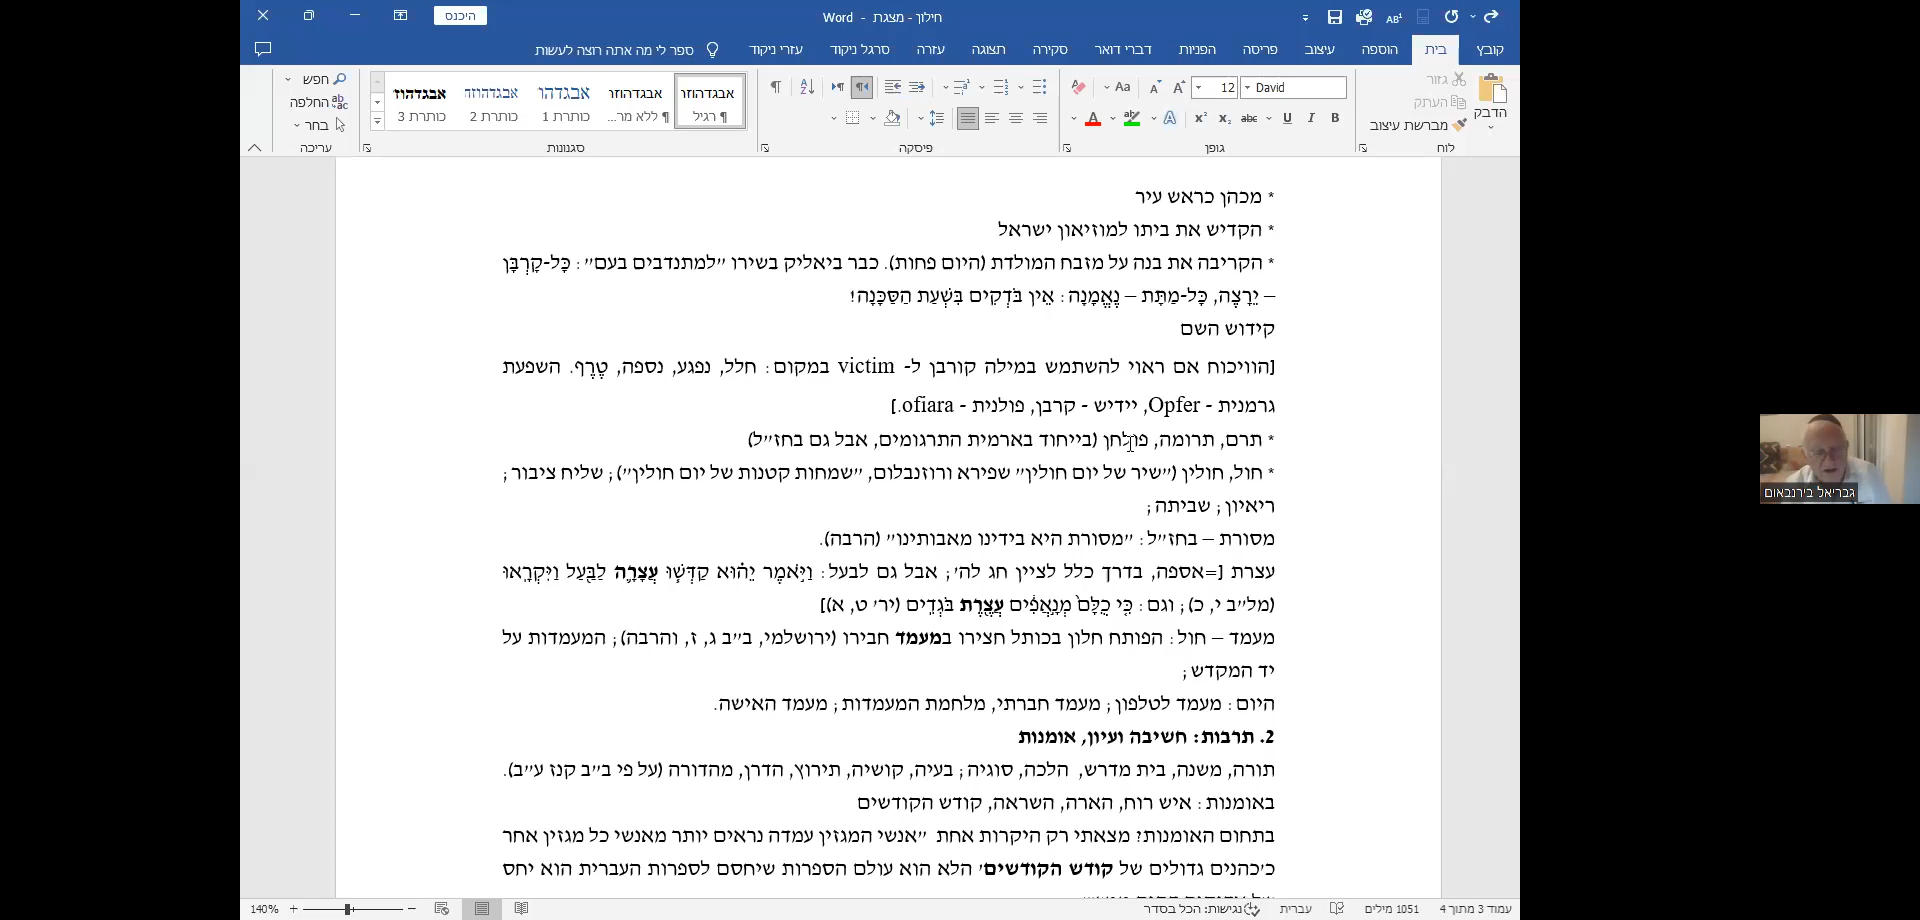 חילוך - מצגת - Word
היכנס
קובץ בית הוספה עיצוב פריסה הפניות דברי דואר סקירה תצוגה עזרה סרגל ניקוד עזרי ניקוד ספר לי מה אתה רוצה לעשות
הדבק
גזור
העתק
מברשת עיצוב
David 12
אבגדהוזר אבגדהוזר אבגדהו אבגדהוזח אבגדהוז
רגיל ללא מר... כותרת 1 כותרת 2 כותרת 3
חפש
החלפה
בחר
לוח גופן פיסקה סגנונות עריכה
* מכהן כראש עיר
* הקדיש את ביתו למוזיאון ישראל
* הקריבה את בנה על מזבח המולדת (היום פחות). כבר ביאליק בשירו "למתנדבים בעם": כָּל-קָרְבָּן
– יֵרָצֶה, כָּל-מַתָּת – נֶאֱמָנָה: אֵין בֹּדְקִים בִּשְׁעַת הַסַּכָּנָה!
קידוש השם
[הוויכוח אם ראוי להשתמש במילה קורבן ל- victim במקום: חלל, נפגע, נספה, טֶרֶף. השפעת
גרמנית - Opfer, יידיש - קרבן, פולנית - ofiara.]
* תרם, תרומה, פולחן (בייחוד בארמית התרגומים, אבל גם בחז"ל)
* חול, חולין ("שיר של יום חולין" שפירא ורוזנבלום, "שמחות קטנות של יום חולין"); שליח ציבור;
ריאיון; שביתה;
מסורת – בחז"ל: "מסורת היא בידינו מאבותינו" (הרבה).
עצרת [=אספה, בדרך כלל לציין חג לה'; אבל גם לבעל: וַיֹּ֣אמֶר יֵה֗וּא קַדְּשׁ֧וּ עֲצָרָ֛ה לַבַּ֖עַל וַיִּקְרָֽאוּ
(מל"ב י, כ); וגם: כִּ֤י כֻלָּם֙ מְנָ֣אֲפִ֔ים עֲצֶ֖רֶת בֹּגְדִֽים (יר' ט, א)]
מעמד – חול: הפותח חלון בכותל חצירו במעמד חבירו (ירושלמי, ב"ב ג, ז, והרבה); המעמדות על
יד המקדש;
היום: מעמד לטלפון; מעמד חברתי, מלחמת המעמדות; מעמד האישה.
2. תרבות: חשיבה ועיון, אומנות
תורה, משנה, בית מדרש, הלכה, סוגיה; בעיה, קושיה, תירוץ, הדרן, מהדורה (על פי ב"ב קנז ע"ב).
באומנות: איש רוח, הארה, השראה, קודש הקודשים
בתחום האומנות? מצאתי רק היקרות אחת "אנשי המגזין עמדה נראים יותר מאנשי כל מגזין אחר
כ'כהנים גדולים של קודש הקודשים' הלא הוא עולם הספרות שיחסם לספרות העברית הוא יחס
גבריאל בירנבאום
עמוד 3 מתוך 4 1051 מילים עברית נגישות: הכל בסדר 140%